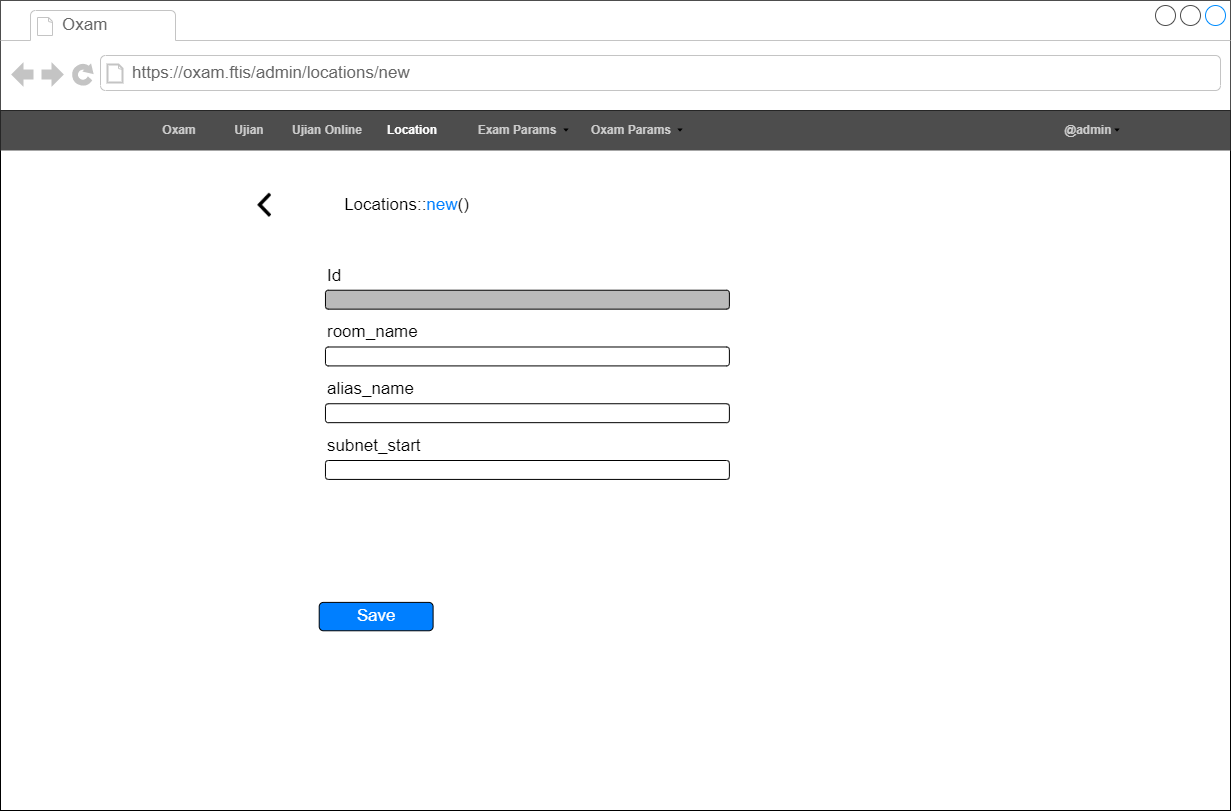 Oxam
https://oxam.ftis/admin/locations/new
Oxam Ujian Ujian Online Location Exam Params Oxam Params @admin
Locations::new()
Id
room_name
alias_name
subnet_start
Save